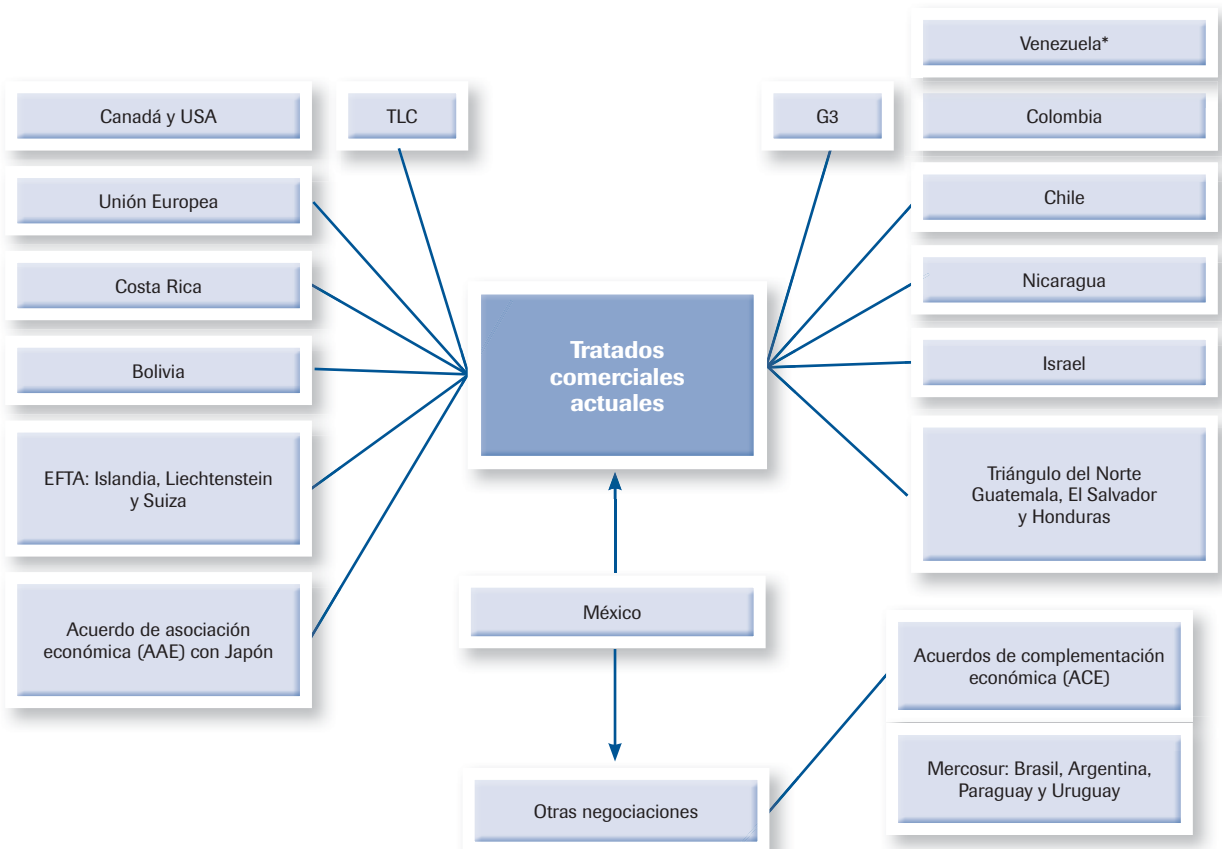 Canadá y USA
TLC
Unión Europea
Costa Rica
Bolivia
EFTA: Islandia, Liechtenstein
y Suiza
Acuerdo de asociación
económica (AAE) con Japón
Tratados
comerciales
actuales
México
Otras negociaciones
G3
Venezuela*
Colombia
Chile
Nicaragua
Israel
Triángulo del Norte
Guatemala, El Salvador
y Honduras
Acuerdos de complementación
económica (ACE)
Mercosur: Brasil, Argentina,
Paraguay y Uruguay